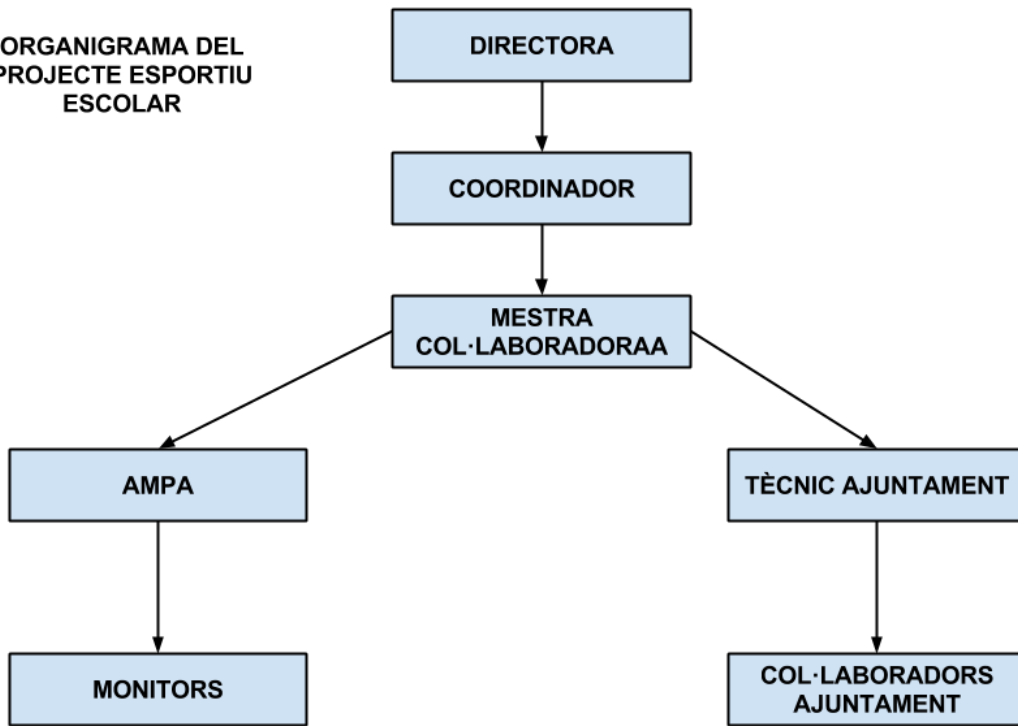 ORGANIGRAMA DEL
PROJECTE ESPORTIU
ESCOLAR
DIRECTORA
COORDINADOR
MESTRA
COL·LABORADORAA
AMPA
TÈCNIC AJUNTAMENT
MONITORS
COL·LABORADORS
AJUNTAMENT